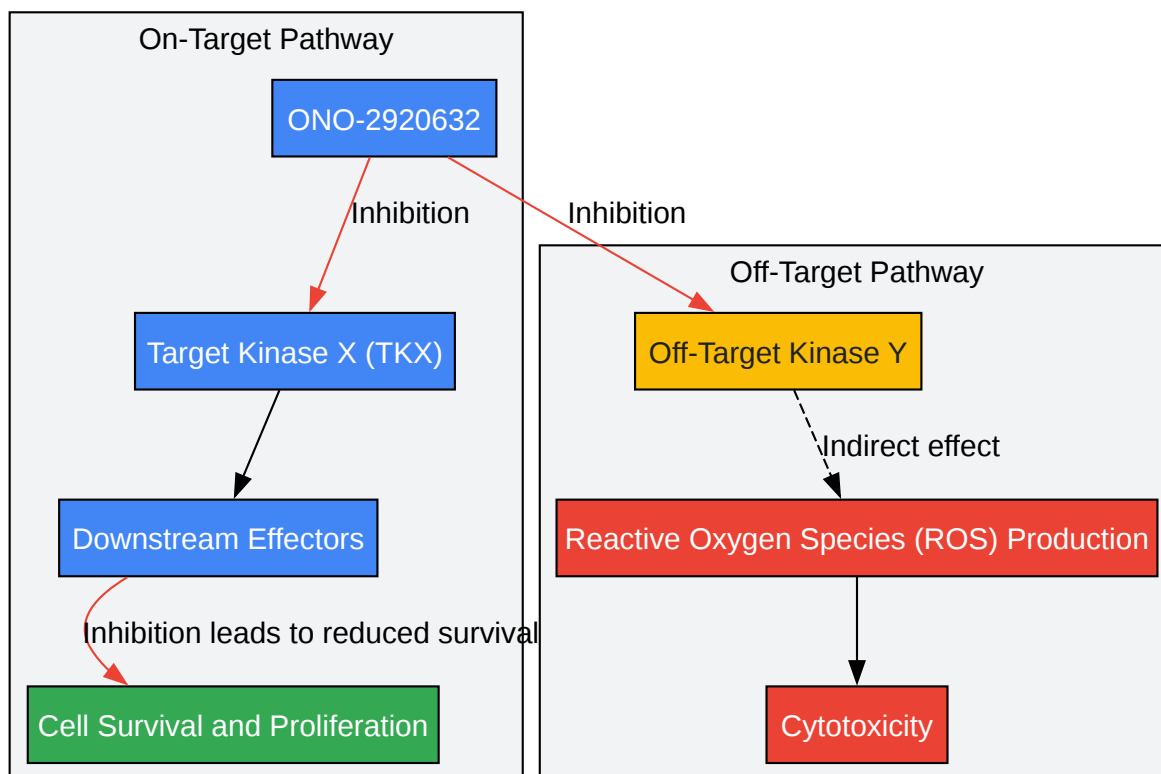 On-Target Pathway
ONO-2920632
Inhibition
Inhibition
Off-Target Pathway
Target Kinase X (TKX)
Off-Target Kinase Y
Indirect effect
Downstream Effectors
Reactive Oxygen Species (ROS) Production
Inhibition leads to reduced survival
Cell Survival and Proliferation
Cytotoxicity